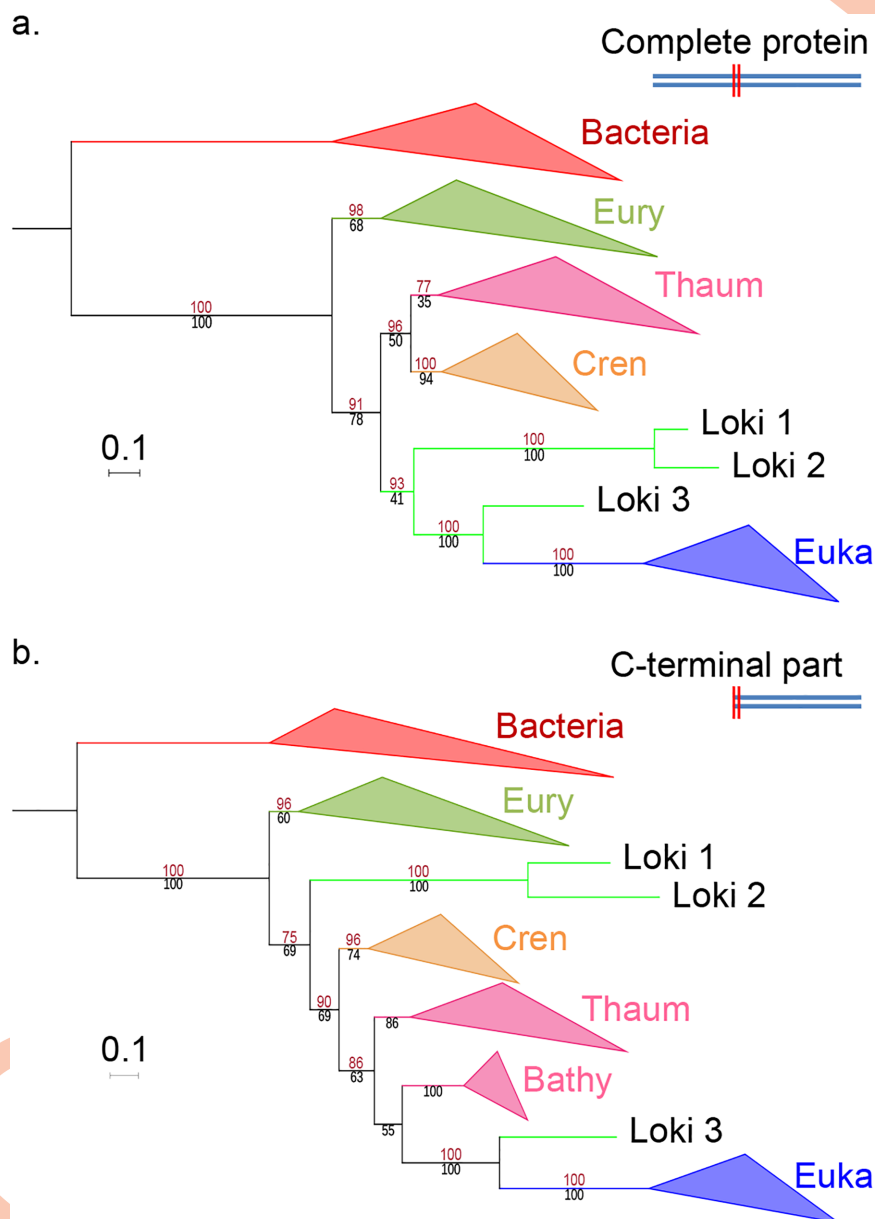 a.
Complete protein
Bacteria
98
68
Eury
77
35
Thaum
100
100
96
50
100
94
Cren
91
78
0.1
100
100
Loki 1
Loki 2
93
41
Loki 3
100
100
100
100
Euka
b.
C-terminal part
Bacteria
96
60
Eury
100
100
100
100
Loki 1
Loki 2
75
69
96
74
Cren
90
69
86
Thaum
0.1
86
63
100
Bathy
55
Loki 3
100
100
100
100
Euka